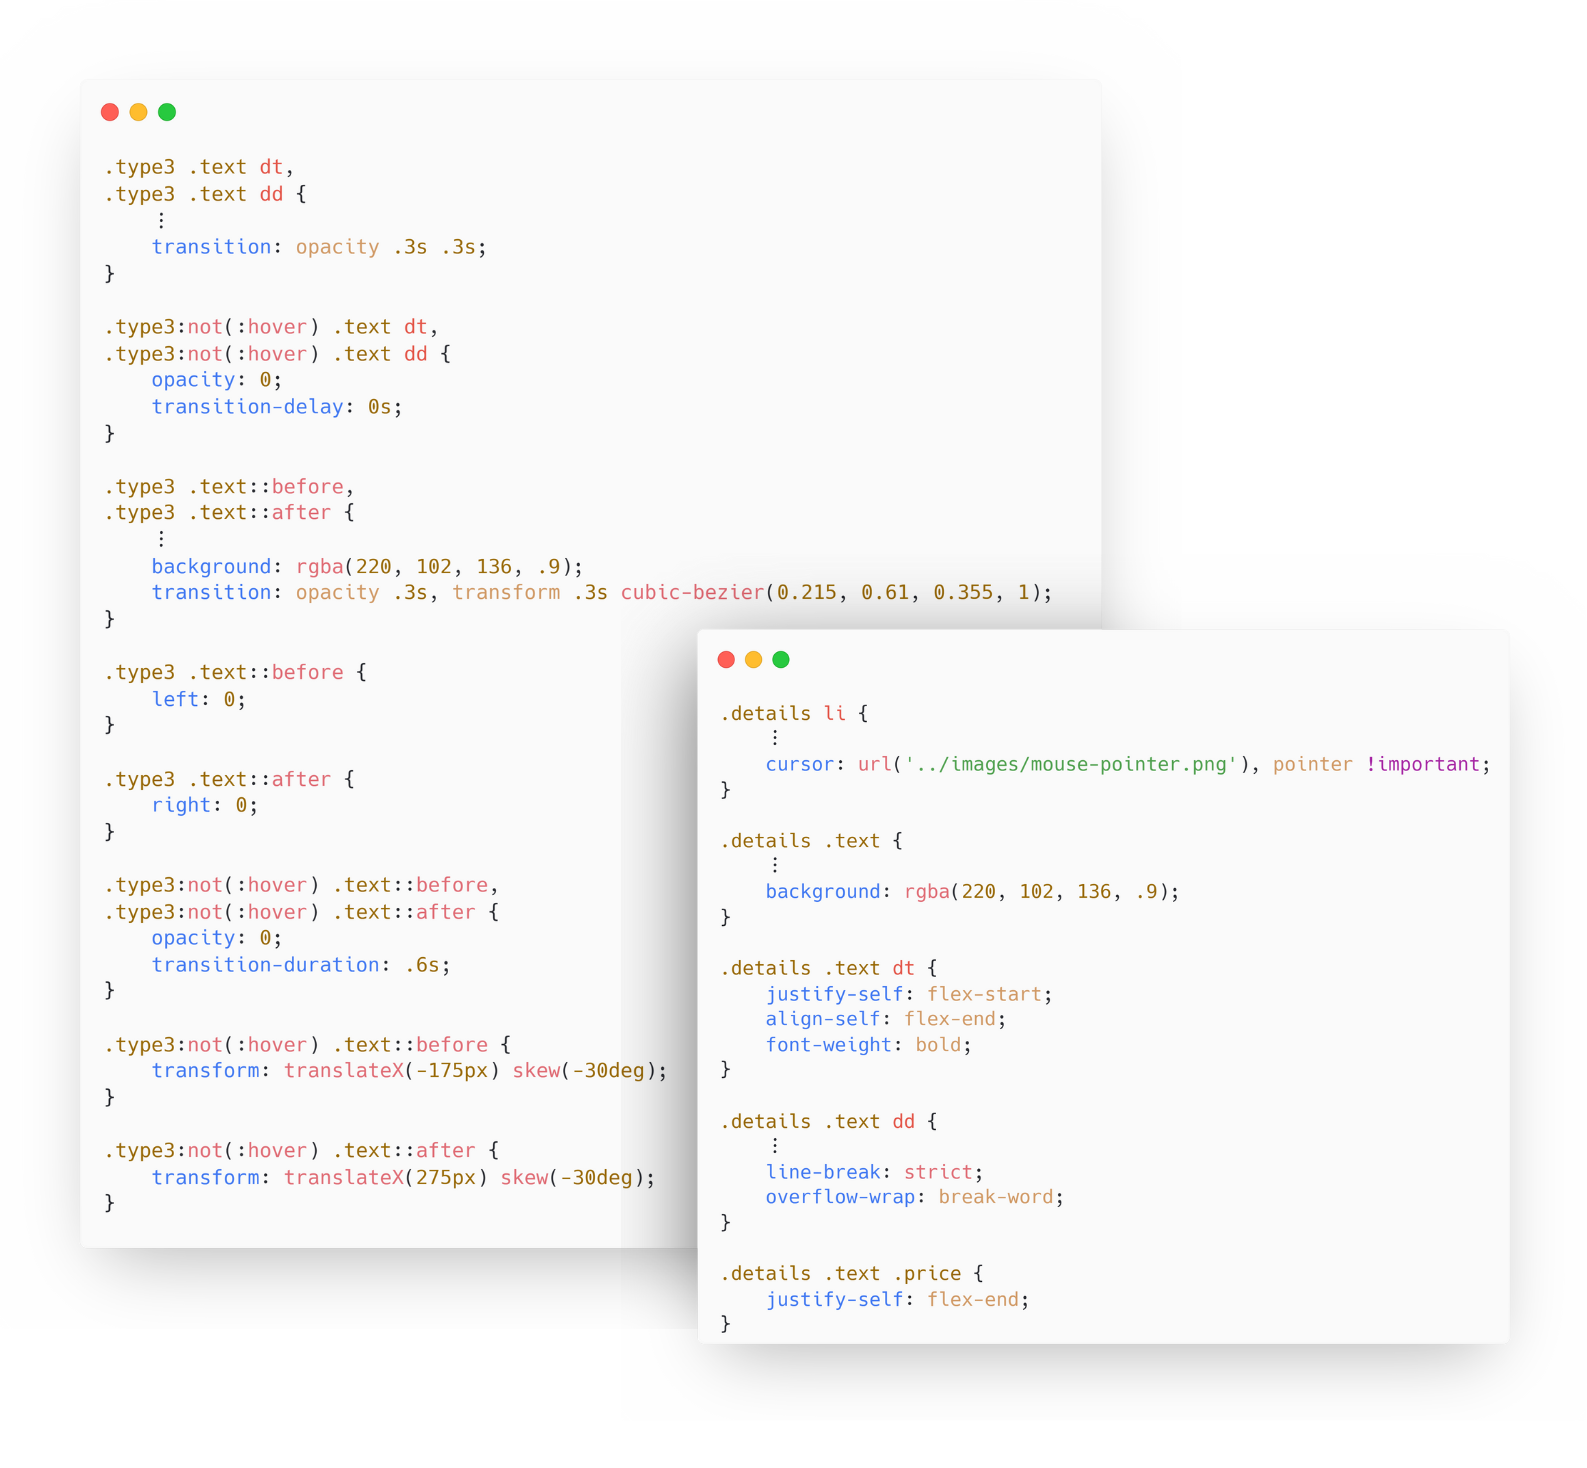 .type3 .text dt,
.type3 .text dd {
    ⋮
    transition: opacity .3s .3s;
}

.type3:not(:hover) .text dt,
.type3:not(:hover) .text dd {
    opacity: 0;
    transition-delay: 0s;
}

.type3 .text::before,
.type3 .text::after {
    ⋮
    background: rgba(220, 102, 136, .9);
    transition: opacity .3s, transform .3s cubic-bezier(0.215, 0.61, 0.355, 1);
}

.type3 .text::before {
    left: 0;
}

.type3 .text::after {
    right: 0;
}

.type3:not(:hover) .text::before,
.type3:not(:hover) .text::after {
    opacity: 0;
    transition-duration: .6s;
}

.type3:not(:hover) .text::before {
    transform: translateX(-175px) skew(-30deg);
}

.type3:not(:hover) .text::after {
    transform: translateX(275px) skew(-30deg);
}

.details li {
    ⋮
    cursor: url('../images/mouse-pointer.png'), pointer !important;
}

.details .text {
    ⋮
    background: rgba(220, 102, 136, .9);
}

.details .text dt {
    justify-self: flex-start;
    align-self: flex-end;
    font-weight: bold;
}

.details .text dd {
    ⋮
    line-break: strict;
    overflow-wrap: break-word;
}

.details .text .price {
    justify-self: flex-end;
}